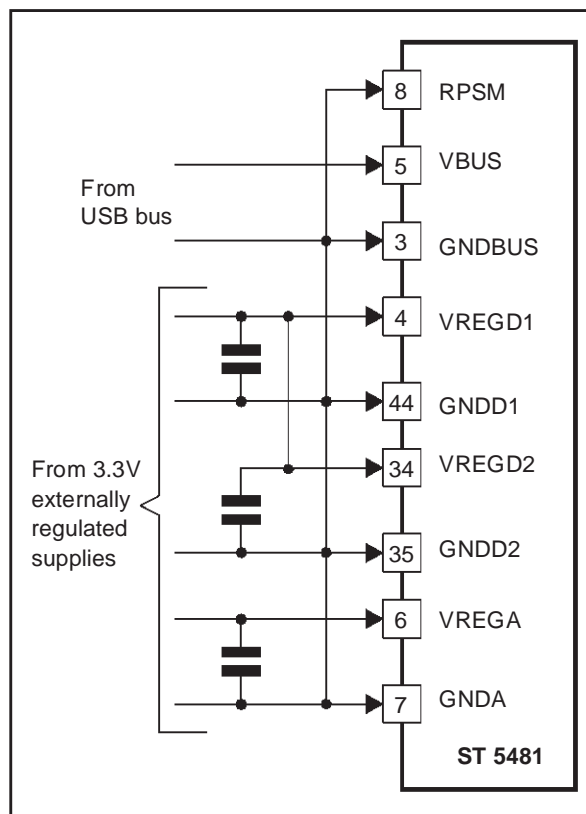 8 RPSM
5 VBUS
From
USB bus
3 GNDBUS
4 VREGD1
44 GNDD1
From 3.3V
externally
regulated
supplies
34 VREGD2
35 GNDD2
6 VREGA
7 GNDA
ST 5481